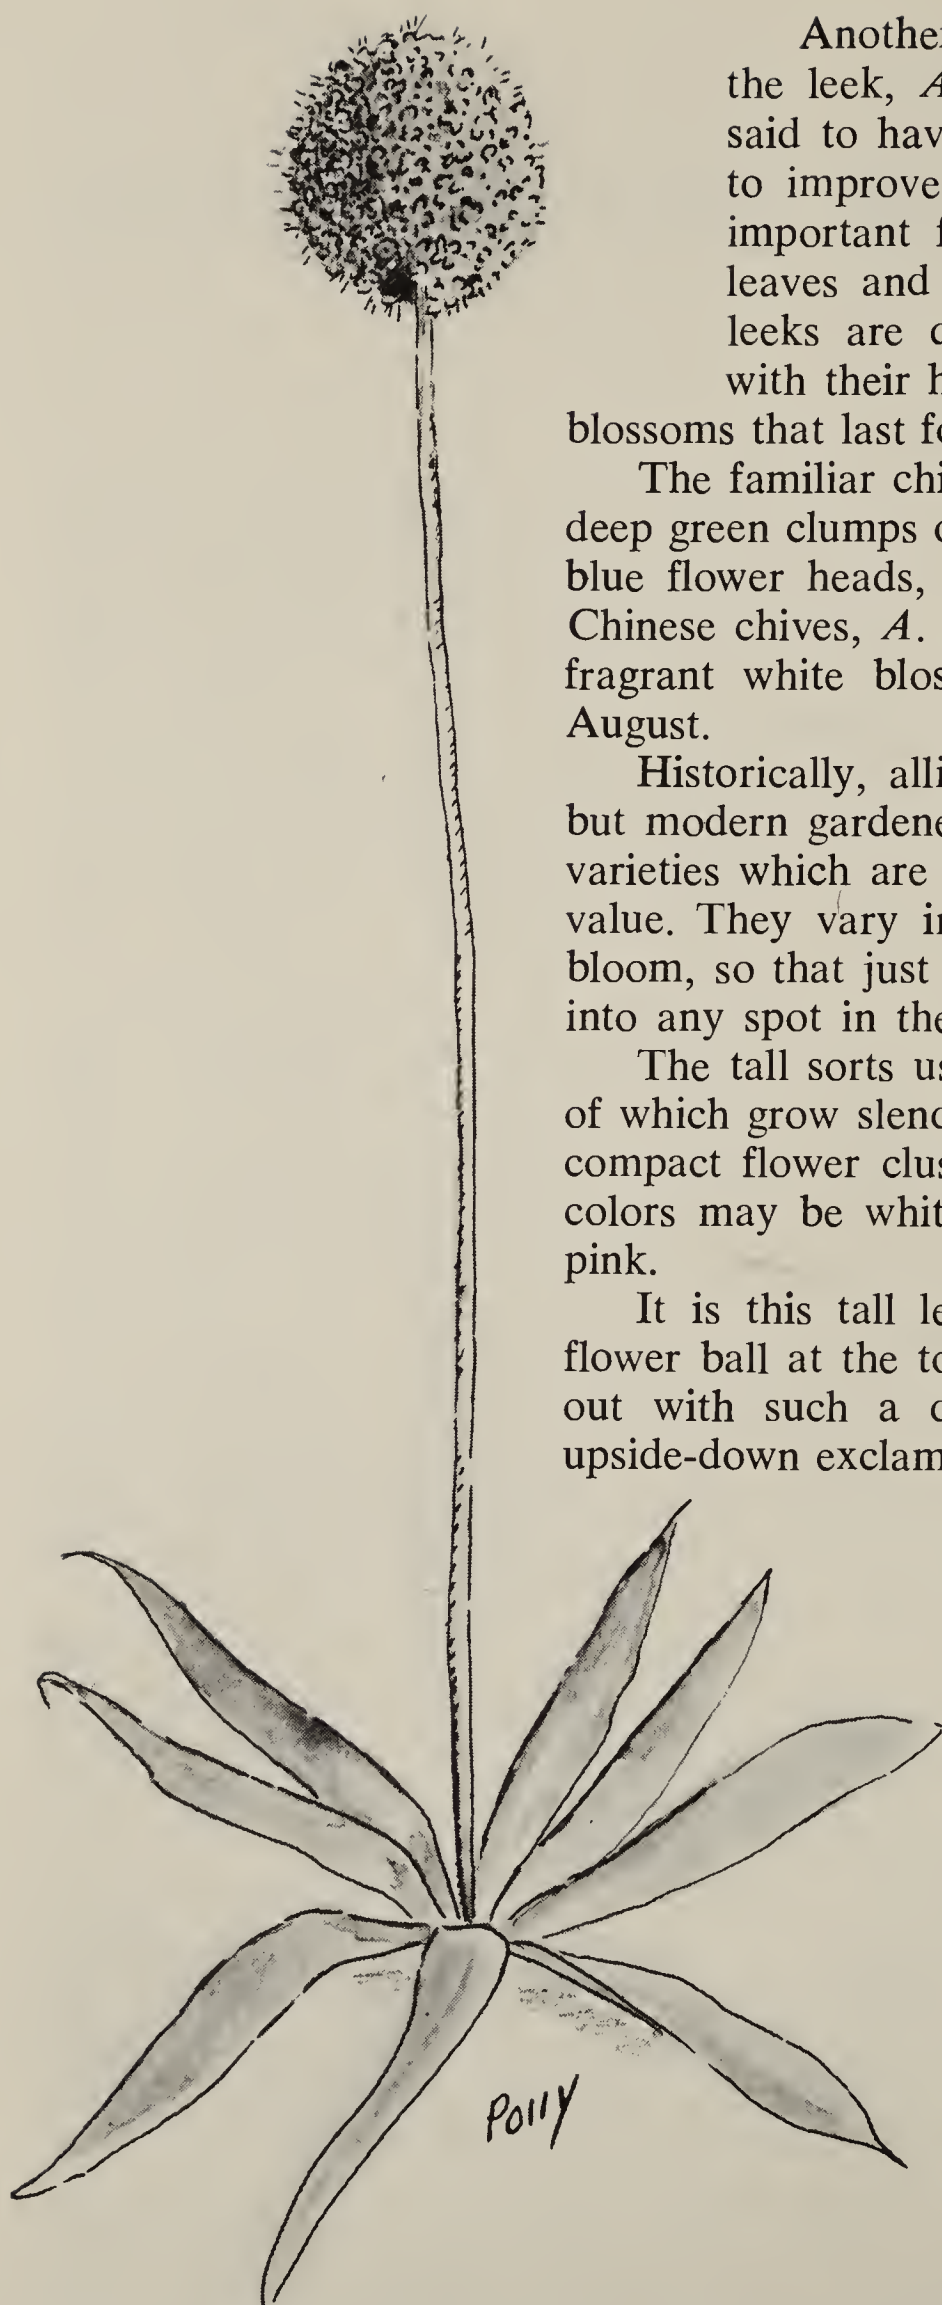 Another
the leek, A
said to hav
to improve
important f
leaves and
leeks are c
with their h
blossoms that last fo
The familiar chi
deep green clumps o
blue flower heads,
Chinese chives, A.
fragrant white blos
August.
Historically, alli
but modern gardene
varieties which are
value. They vary in
bloom, so that just
into any spot in the
The tall sorts us
of which grow slend
compact flower clus
colors may be whit
pink.
It is this tall le
flower ball at the to
out with such a d
upside-down exclam
Polly